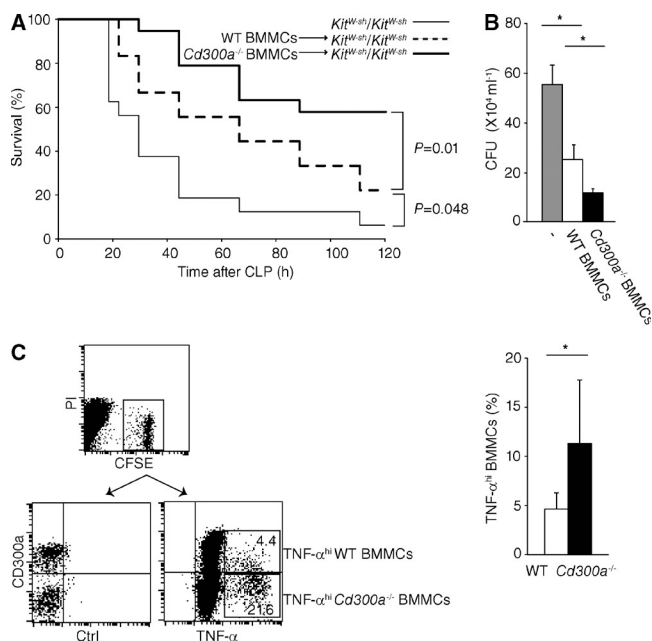 A
Kit^W-sh/Kit^W-sh
WT BMMCs Kit^W-sh/Kit^W-sh
Cd300a^-/- BMMCs Kit^W-sh/Kit^W-sh
Survival (%)
100
80
60
40
20
0
0 20 40 60 80 100 120
Time after CLP (h)
P=0.01
P=0.048
B
* 
*
CFU (X10⁴ ml⁻¹)
80
60
40
20
0
-
WT BMMCs
Cd300a^-/- BMMCs
C
PI
CFSE
CD300a
Ctrl
TNF-α
4.4
21.6
TNF-α^hi WT BMMCs
TNF-α^hi Cd300a^-/- BMMCs
*
TNF-α^hi BMMCs (%)
20
15
10
5
0
WT Cd300a^-/-